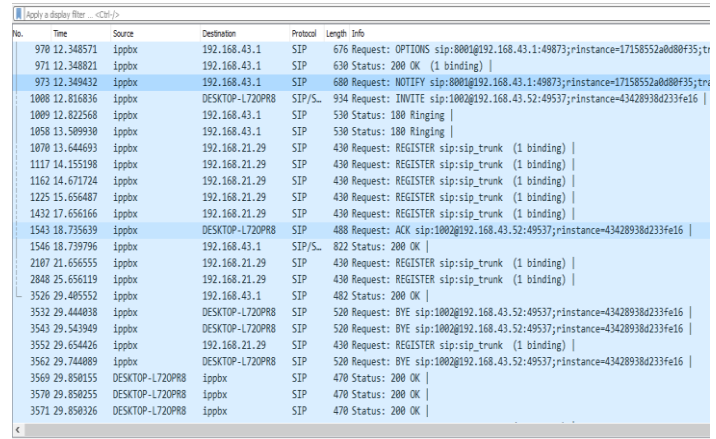 Apply a display filter ... <Ctrl-/>
No. Time Source Destination Protocol Length Info
970 12.348571 ippbx 192.168.43.1 SIP 676 Request: OPTIONS sip:8001@192.168.43.1:49873;rinstance=17158552a0d80f35;tr
971 12.348821 ippbx 192.168.43.1 SIP 630 Status: 200 OK (1 binding) |
973 12.349432 ippbx 192.168.43.1 SIP 680 Request: NOTIFY sip:8001@192.168.43.1:49873;rinstance=17158552a0d80f35;tra
1008 12.816836 ippbx DESKTOP-L72OPR8 SIP/S… 934 Request: INVITE sip:1002@192.168.43.52:49537;rinstance=43428938d233fe16 |
1009 12.822568 ippbx 192.168.43.1 SIP 530 Status: 180 Ringing |
1058 13.509930 ippbx 192.168.43.1 SIP 530 Status: 180 Ringing |
1070 13.644693 ippbx 192.168.21.29 SIP 430 Request: REGISTER sip:sip_trunk (1 binding) |
1117 14.155198 ippbx 192.168.21.29 SIP 430 Request: REGISTER sip:sip_trunk (1 binding) |
1162 14.671724 ippbx 192.168.21.29 SIP 430 Request: REGISTER sip:sip_trunk (1 binding) |
1225 15.656487 ippbx 192.168.21.29 SIP 430 Request: REGISTER sip:sip_trunk (1 binding) |
1432 17.656166 ippbx 192.168.21.29 SIP 430 Request: REGISTER sip:sip_trunk (1 binding) |
1543 18.735639 ippbx DESKTOP-L72OPR8 SIP 488 Request: ACK sip:1002@192.168.43.52:49537;rinstance=43428938d233fe16 |
1546 18.739796 ippbx 192.168.43.1 SIP/S… 822 Status: 200 OK |
2107 21.656555 ippbx 192.168.21.29 SIP 430 Request: REGISTER sip:sip_trunk (1 binding) |
2848 25.656119 ippbx 192.168.21.29 SIP 430 Request: REGISTER sip:sip_trunk (1 binding) |
3526 29.405552 ippbx 192.168.43.1 SIP 482 Status: 200 OK |
3532 29.444038 ippbx DESKTOP-L72OPR8 SIP 520 Request: BYE sip:1002@192.168.43.52:49537;rinstance=43428938d233fe16 |
3543 29.543949 ippbx DESKTOP-L72OPR8 SIP 520 Request: BYE sip:1002@192.168.43.52:49537;rinstance=43428938d233fe16 |
3552 29.654426 ippbx 192.168.21.29 SIP 430 Request: REGISTER sip:sip_trunk (1 binding) |
3562 29.744089 ippbx DESKTOP-L72OPR8 SIP 520 Request: BYE sip:1002@192.168.43.52:49537;rinstance=43428938d233fe16 |
3569 29.850155 DESKTOP-L72OPR8 ippbx SIP 470 Status: 200 OK |
3570 29.850255 DESKTOP-L72OPR8 ippbx SIP 470 Status: 200 OK |
3571 29.850326 DESKTOP-L72OPR8 ippbx SIP 470 Status: 200 OK |